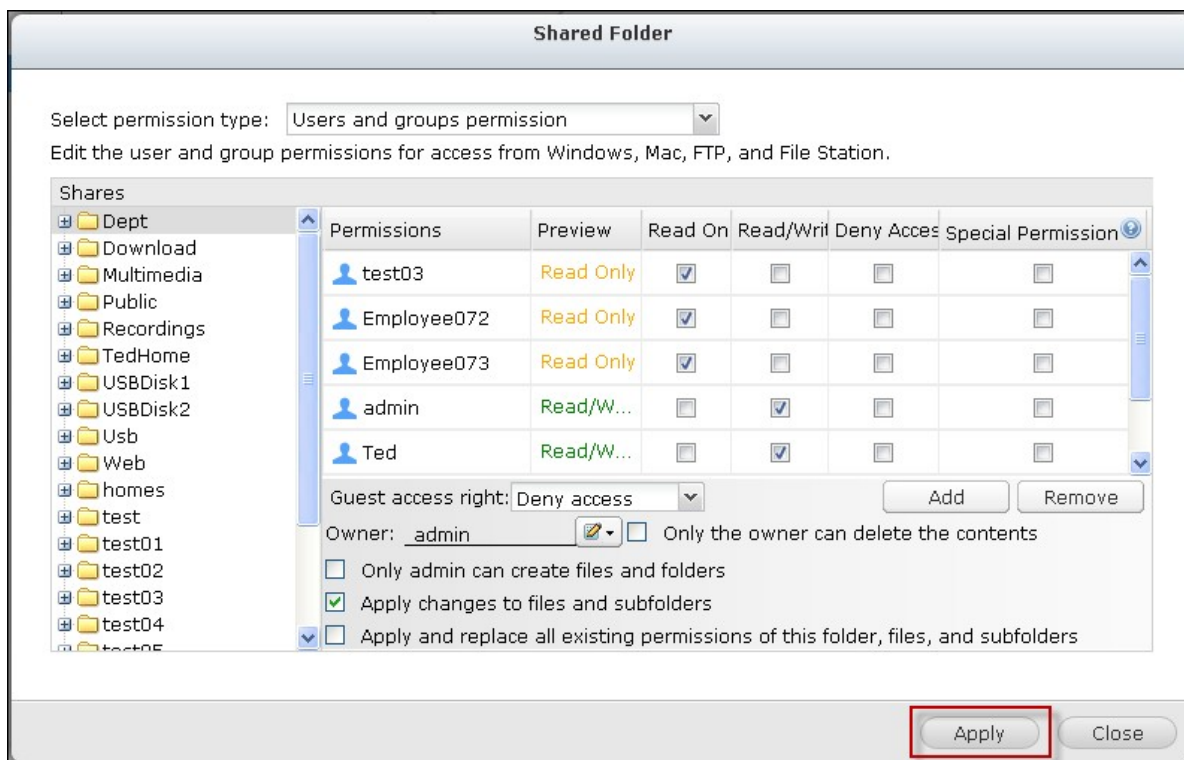 Shared Folder
Select permission type: Users and groups permission
Edit the user and group permissions for access from Windows, Mac, FTP, and File Station.
Shares
Dept
Download
Multimedia
Public
Recordings
TedHome
USBDisk1
USBDisk2
Usb
Web
homes
test
test01
test02
test03
test04
test05
Permissions Preview Read On Read/Writ Deny Acces Special Permission
test03 Read Only
Employee072 Read Only
Employee073 Read Only
admin Read/W...
Ted Read/W...
Guest access right: Deny access Add Remove
Owner: admin Only the owner can delete the contents
Only admin can create files and folders
Apply changes to files and subfolders
Apply and replace all existing permissions of this folder, files, and subfolders
Apply Close